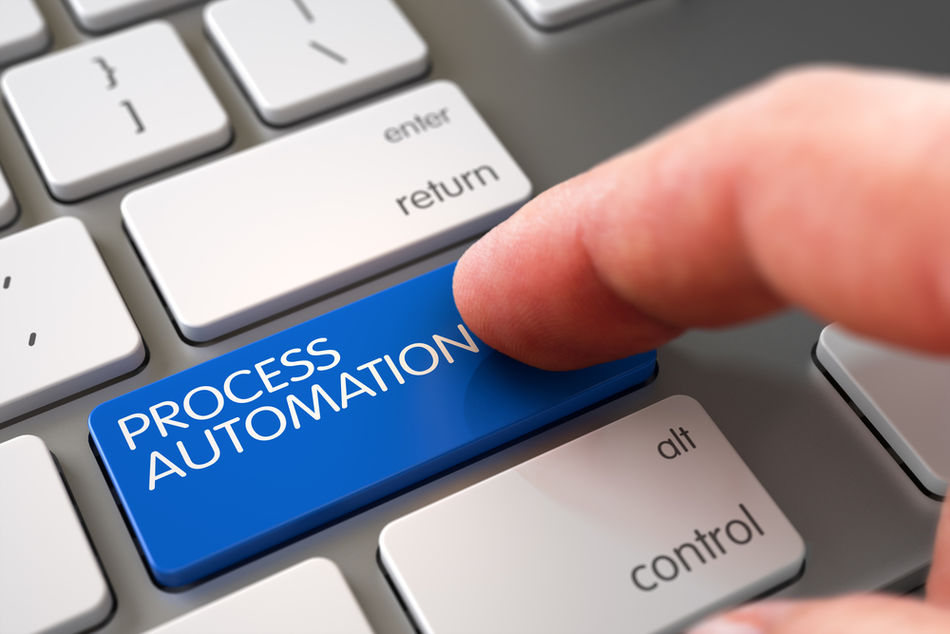 }
]
\
enter
return
"
'
PROCESS
AUTOMATION
alt
control